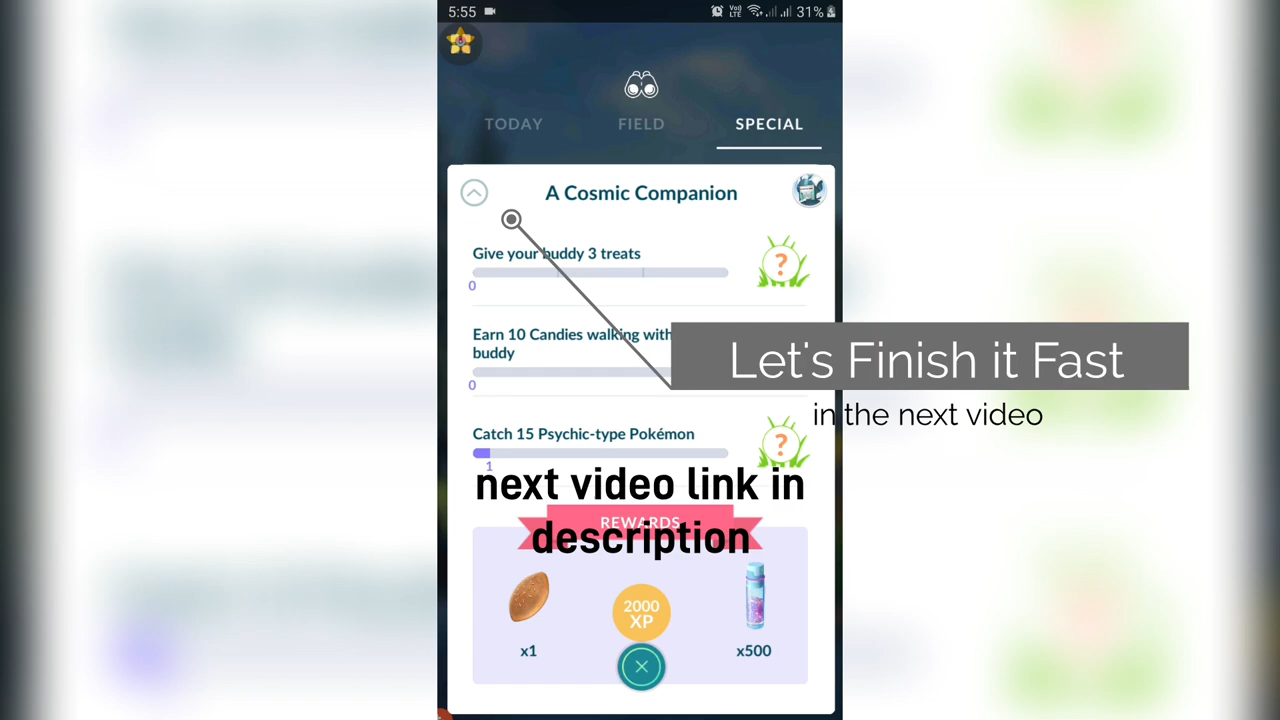 5:55
Vo)
LTE
31%
TODAY
FIELD
SPECIAL
A Cosmic Companion
Give your buddy 3 treats
?
0
Earn 10 Candies walking with
buddy
0
Let's Finish it Fast
in the next video
Catch 15 Psychic-type Pokémon
?
1
next video link in
description
REWARDS
2000
XP
x1
x500